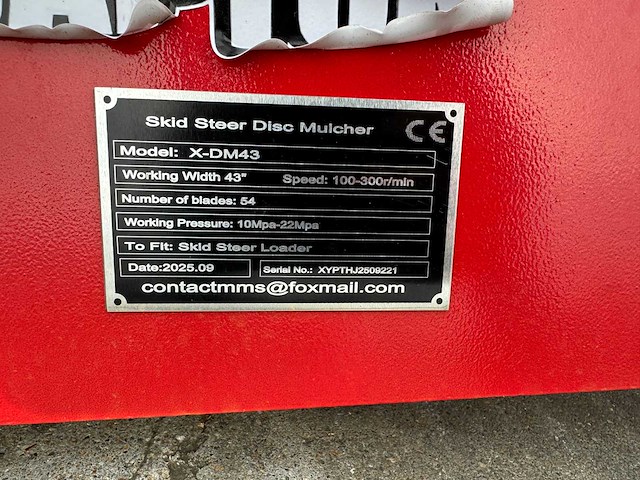 Skid Steer Disc Mulcher CE
Model: X-DM43
Working Width 43" Speed: 100-300r/min
Number of blades: 54
Working Pressure: 10Mpa-22Mpa
To Fit: Skid Steer Loader
Date:2025.09 Serial No.: XYPTHJ2509221
contactmms@foxmail.com